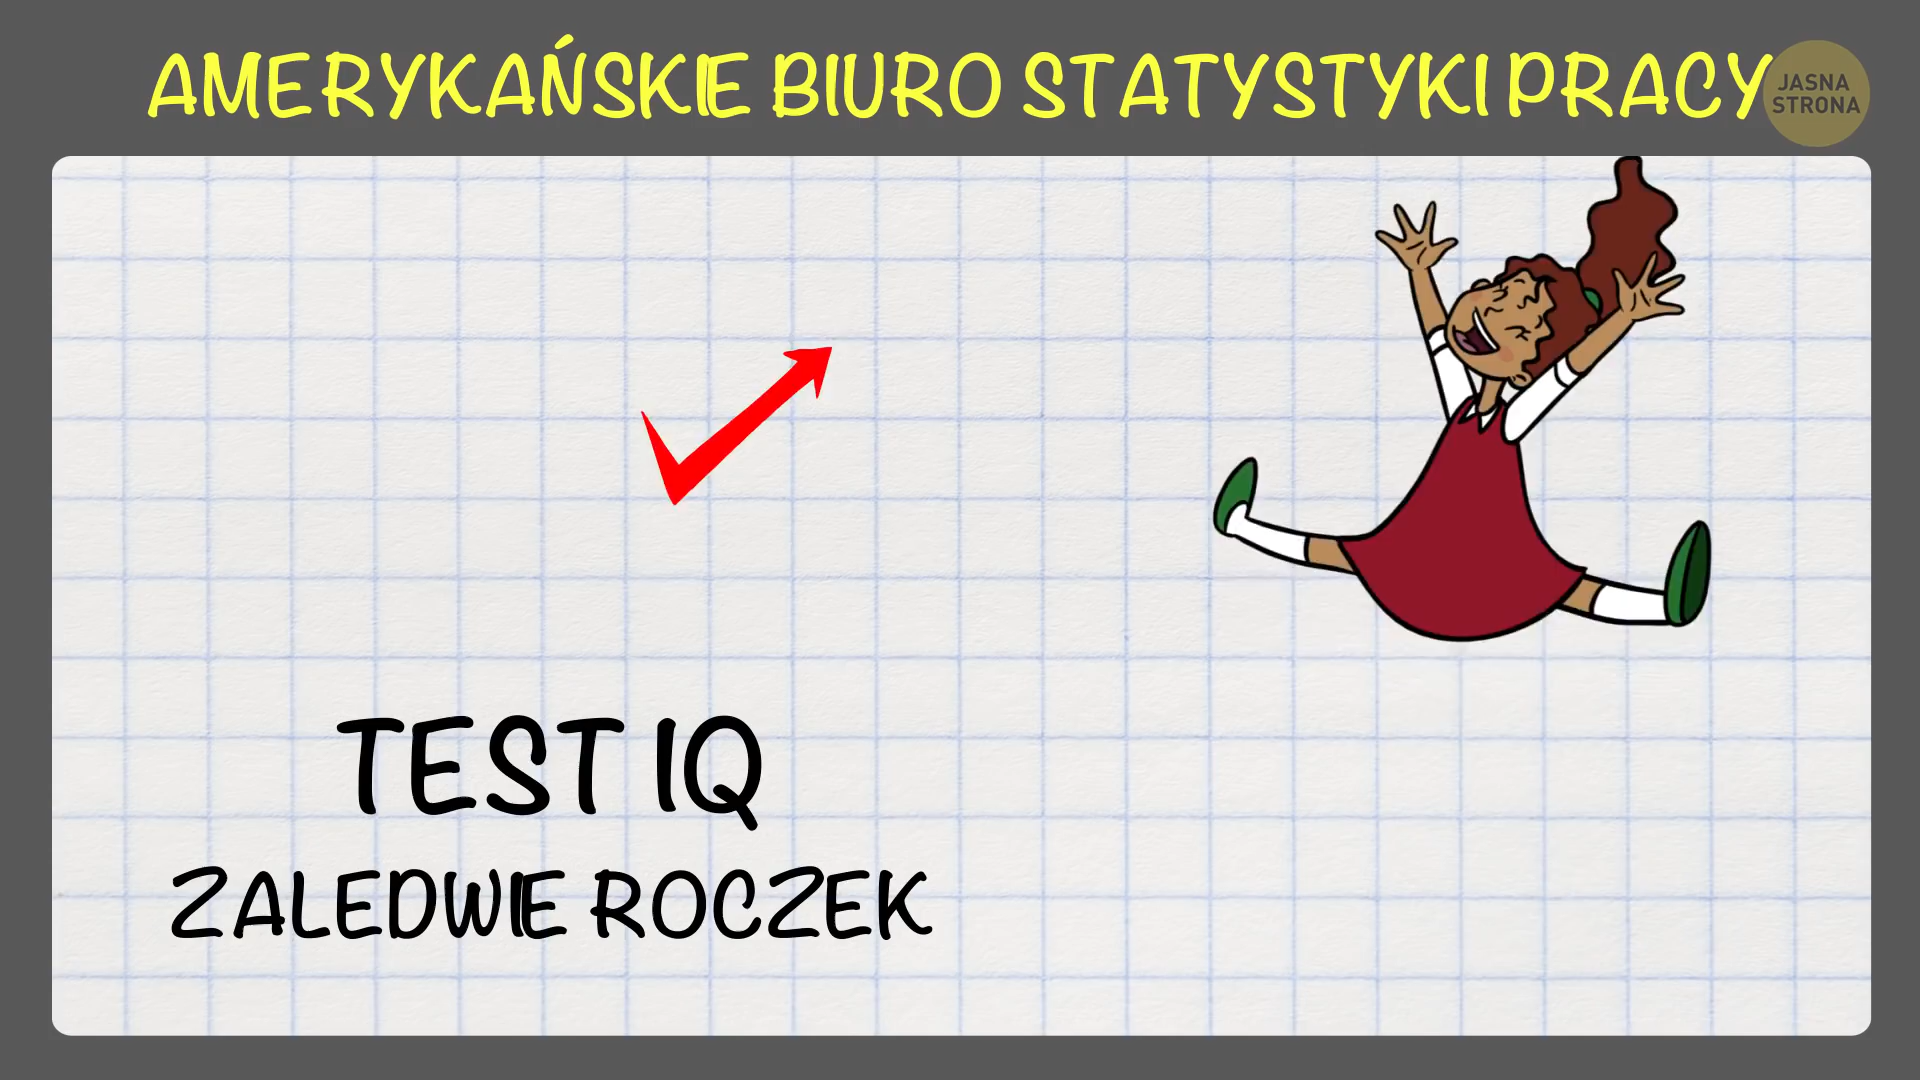 AMERYKAŃSKIE BIURO STATYSTYKI PRACY
JASNA
STRONA
TEST IQ
ZALEDWIE ROCZEK